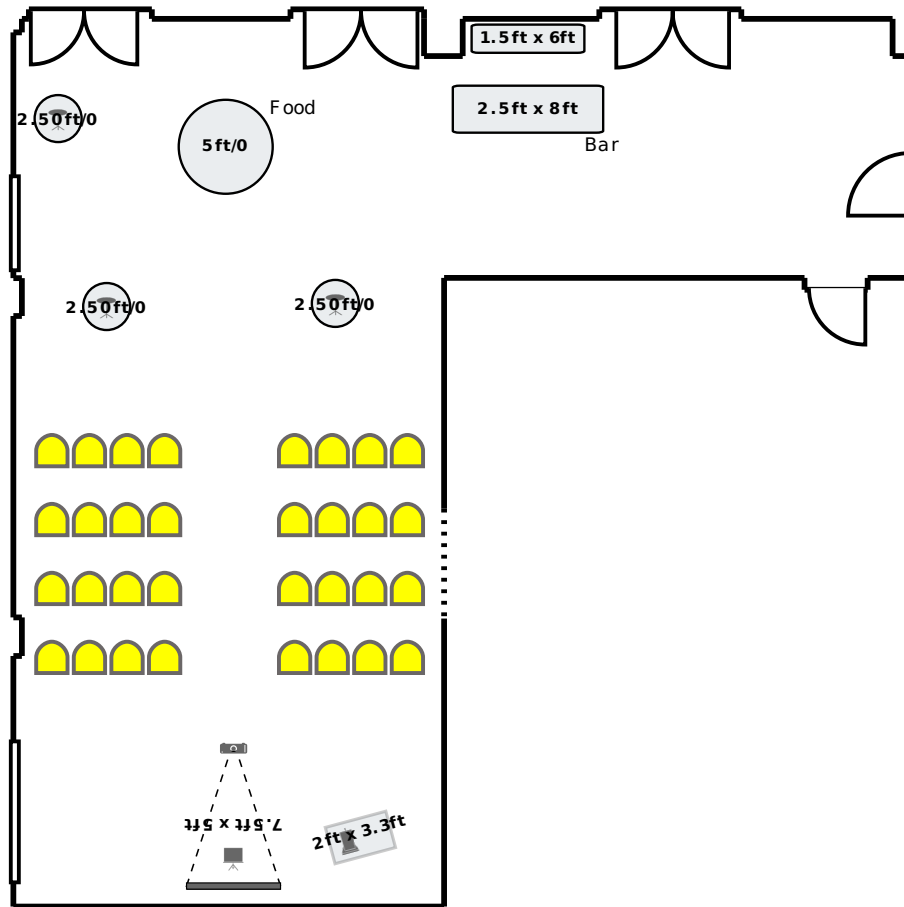 1.5ft x 6ft
2.50ft/0
5ft/0
Food
2.5ft x 8ft
Bar
2.50ft/0
2.50ft/0
7.5ft x 5ft
2ft x 3.3ft